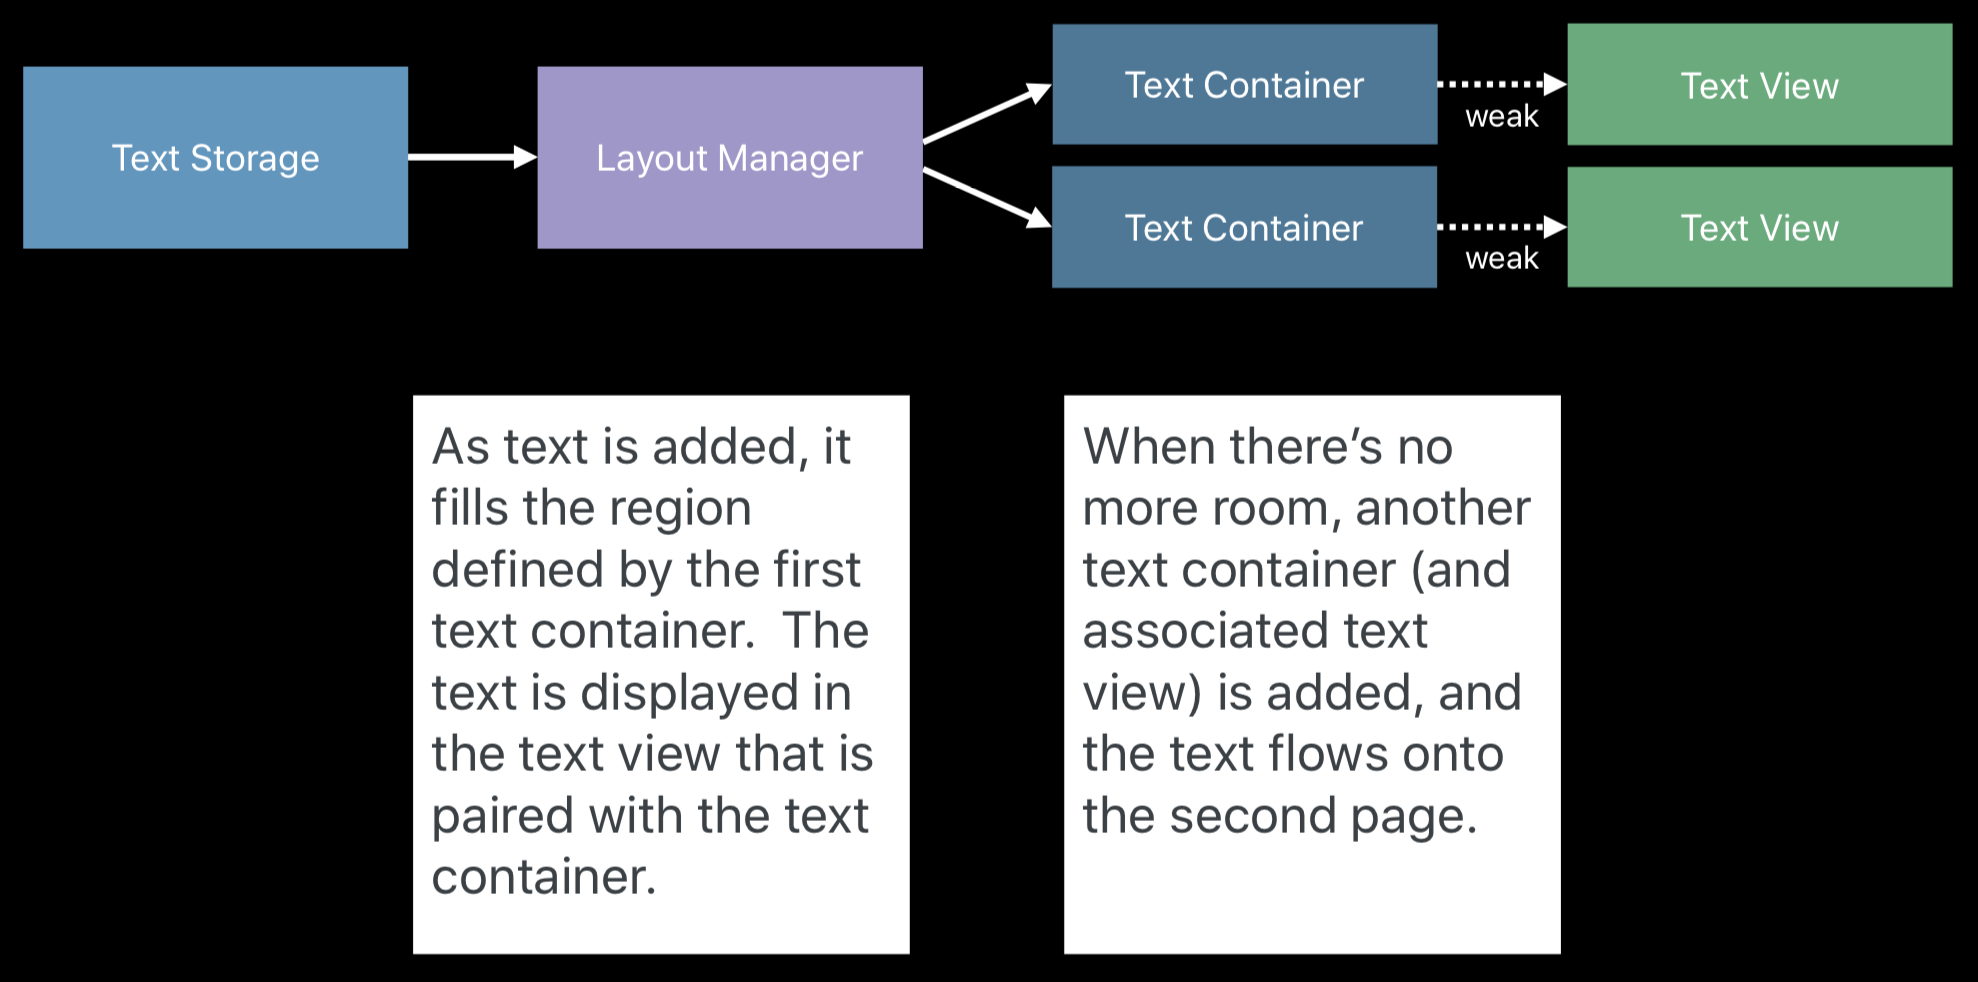 Text Storage
Layout Manager
Text Container
weak
Text View
Text Container
weak
Text View
As text is added, it
fills the region
defined by the first
text container.  The
text is displayed in
the text view that is
paired with the text
container.
When there’s no
more room, another
text container (and
associated text
view) is added, and
the text flows onto
the second page.